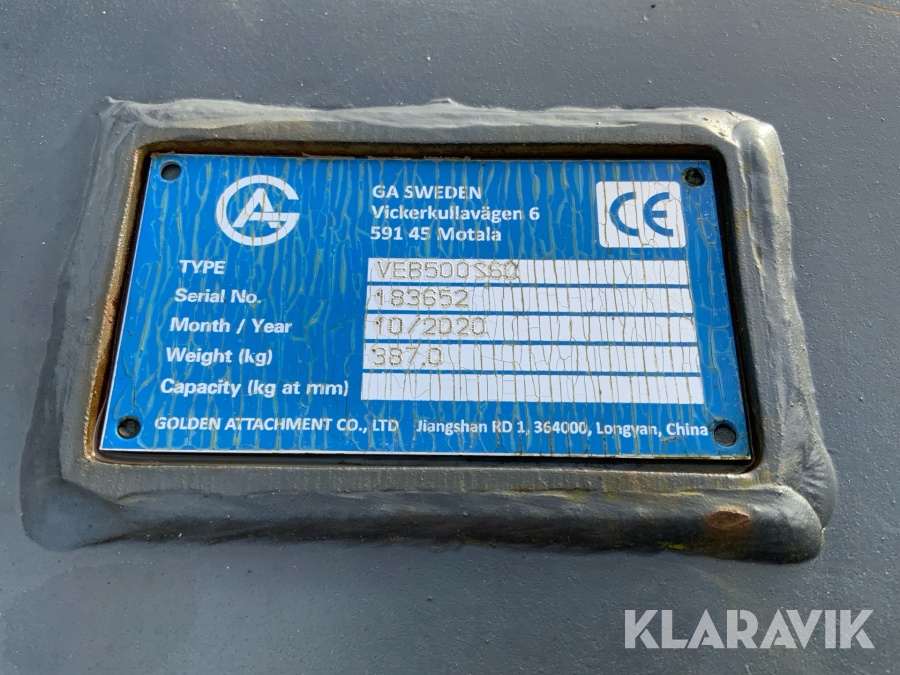 GA
GA SWEDEN
Vickerkullavägen 6
591 45 Motala
CE
TYPE VEB500S60
Serial No. 183652
Month / Year 10/2020
Weight (kg) 387.0
Capacity (kg at mm)
GOLDEN ATTACHMENT CO., LTD Jiangshan RD 1, 364000, Longyan, China
KLARAVIK